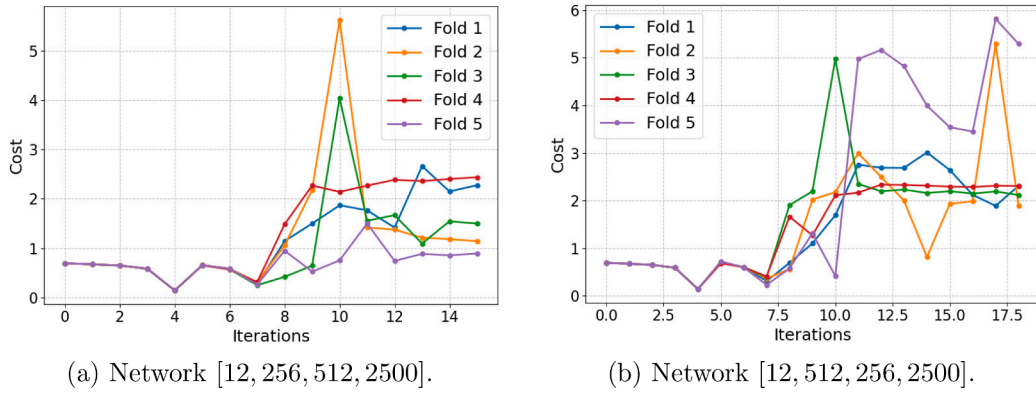 Cost
5
4
3
2
1
0
0 2 4 6 8 10 12 14
Iterations
Fold 1
Fold 2
Fold 3
Fold 4
Fold 5
(a) Network [12, 256, 512, 2500].
Cost
6
5
4
3
2
1
0
0.0 2.5 5.0 7.5 10.0 12.5 15.0 17.5
Iterations
Fold 1
Fold 2
Fold 3
Fold 4
Fold 5
(b) Network [12, 512, 256, 2500].